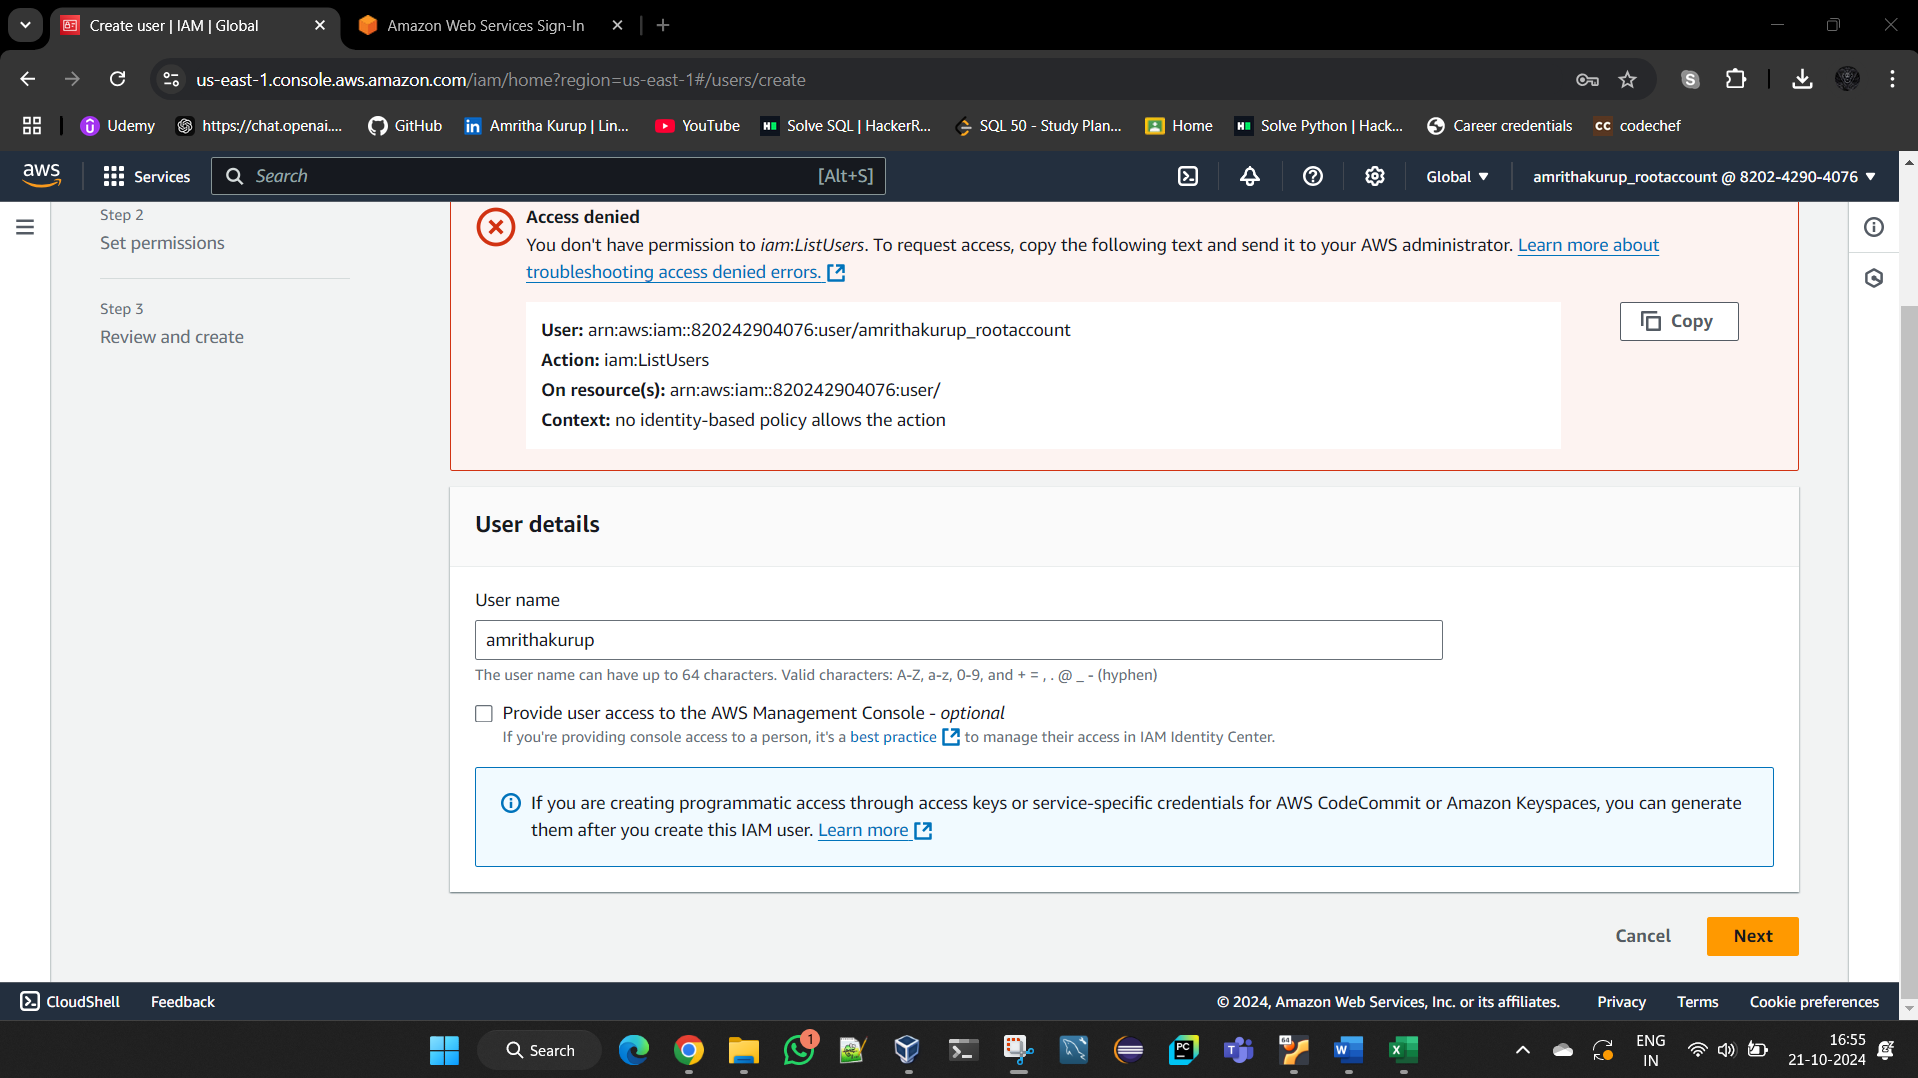 Create user | IAM | Global
Amazon Web Services Sign-In
us-east-1.console.aws.amazon.com/iam/home?region=us-east-1#/users/create
Udemy
https://chat.openai....
GitHub
in Amritha Kurup | Lin...
YouTube
Solve SQL | HackerR...
SQL 50 - Study Plan...
Home
Solve Python | Hack...
Career credentials
CC codechef
aws
Services
Search
[Alt+S]
Global
amrithakurup_rootaccount @ 8202-4290-4076
Step 2
Set permissions
Step 3
Review and create
Access denied
You don't have permission to iam:ListUsers. To request access, copy the following text and send it to your AWS administrator. Learn more about
troubleshooting access denied errors.
User: arn:aws:iam::820242904076:user/amrithakurup_rootaccount
Action: iam:ListUsers
On resource(s): arn:aws:iam::820242904076:user/
Context: no identity-based policy allows the action
Copy
User details
User name
amrithakurup
The user name can have up to 64 characters. Valid characters: A-Z, a-z, 0-9, and + = , . @ _ - (hyphen)
Provide user access to the AWS Management Console - optional
If you're providing console access to a person, it's a best practice to manage their access in IAM Identity Center.
If you are creating programmatic access through access keys or service-specific credentials for AWS CodeCommit or Amazon Keyspaces, you can generate
them after you create this IAM user. Learn more
Cancel
Next
CloudShell
Feedback
© 2024, Amazon Web Services, Inc. or its affiliates.
Privacy
Terms
Cookie preferences
Search
1
PC
64
W
X
ENG
IN
16:55
21-10-2024